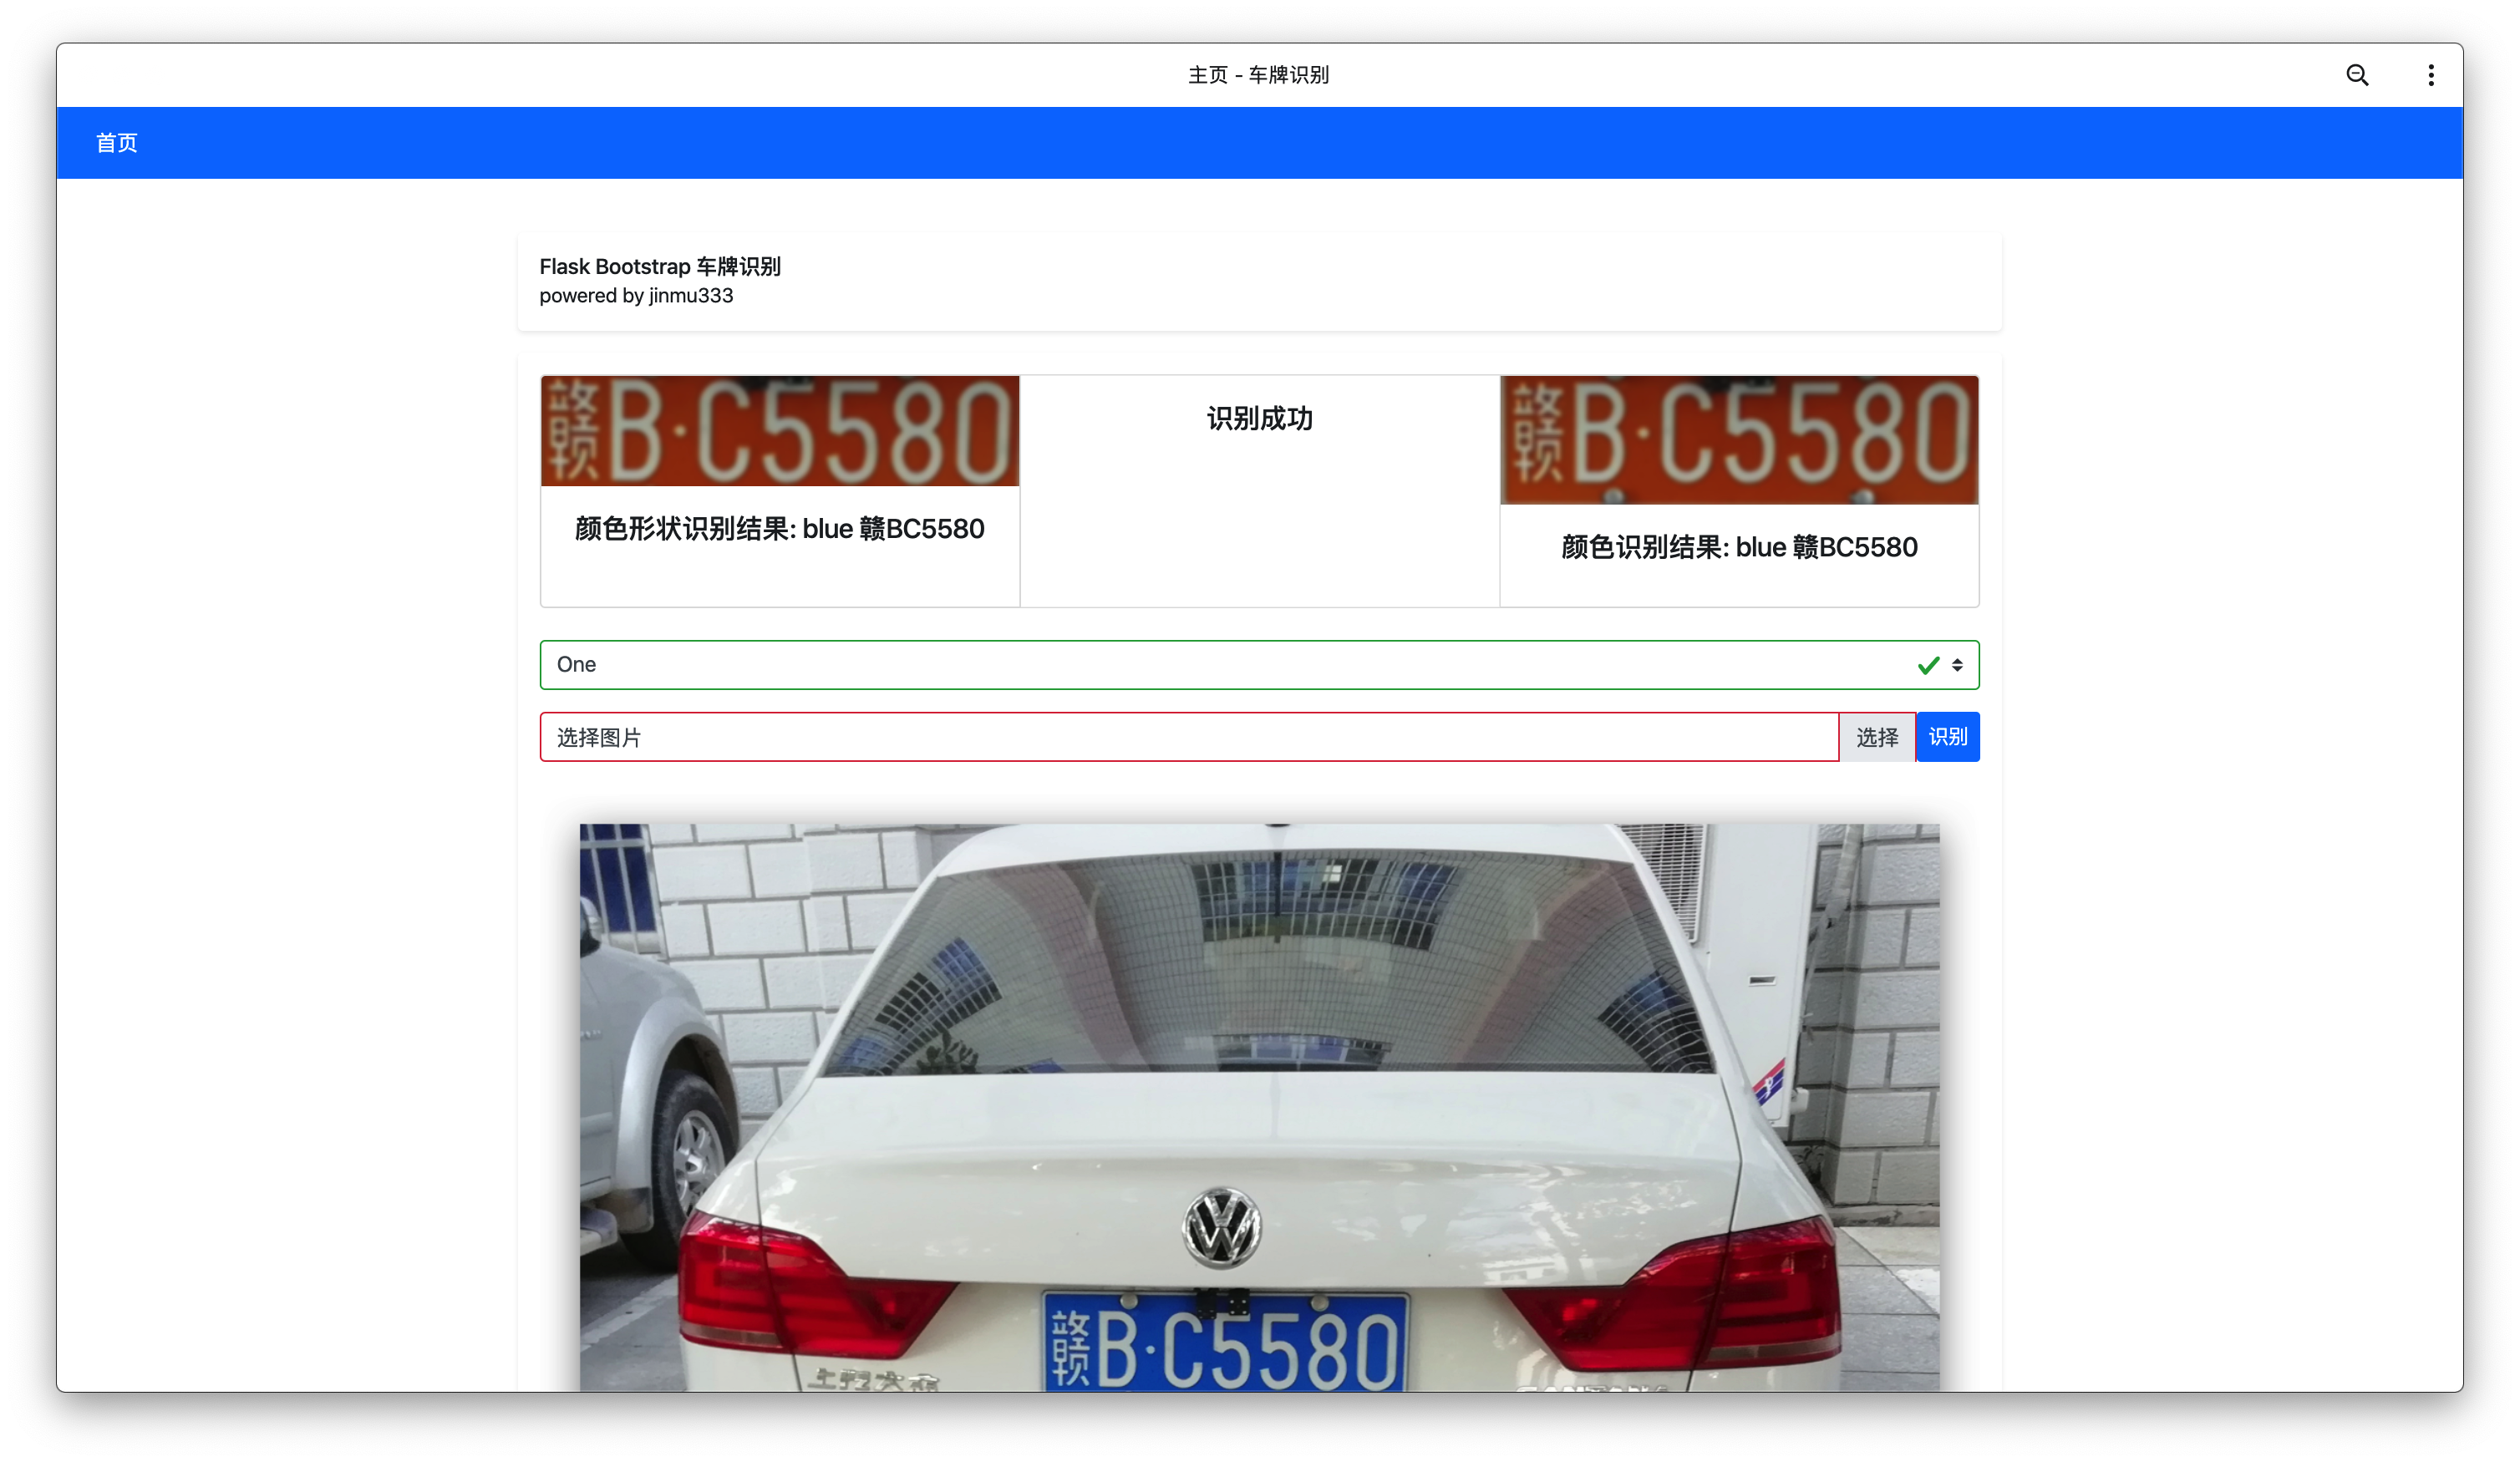 主页 - 车牌识别
首页
Flask Bootstrap 车牌识别
powered by jinmu333
赣B·C5580
颜色形状识别结果: blue 赣BC5580
识别成功
赣B·C5580
颜色识别结果: blue 赣BC5580
One
选择图片
选择
识别
赣B·C5580
上汽大众